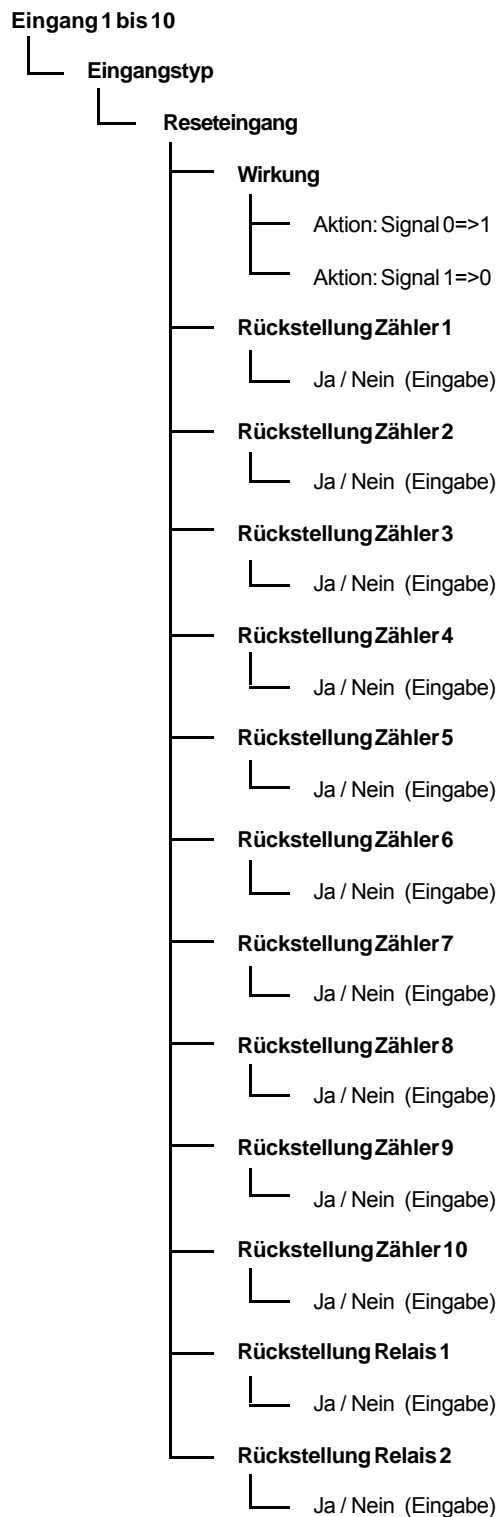 Eingang 1 bis 10
Eingangstyp
Reseteingang
Wirkung
Aktion: Signal 0=>1
Aktion: Signal 1=>0
Rückstellung Zähler 1
Ja / Nein (Eingabe)
Rückstellung Zähler 2
Ja / Nein (Eingabe)
Rückstellung Zähler 3
Ja / Nein (Eingabe)
Rückstellung Zähler 4
Ja / Nein (Eingabe)
Rückstellung Zähler 5
Ja / Nein (Eingabe)
Rückstellung Zähler 6
Ja / Nein (Eingabe)
Rückstellung Zähler 7
Ja / Nein (Eingabe)
Rückstellung Zähler 8
Ja / Nein (Eingabe)
Rückstellung Zähler 9
Ja / Nein (Eingabe)
Rückstellung Zähler 10
Ja / Nein (Eingabe)
Rückstellung Relais 1
Ja / Nein (Eingabe)
Rückstellung Relais 2
Ja / Nein (Eingabe)